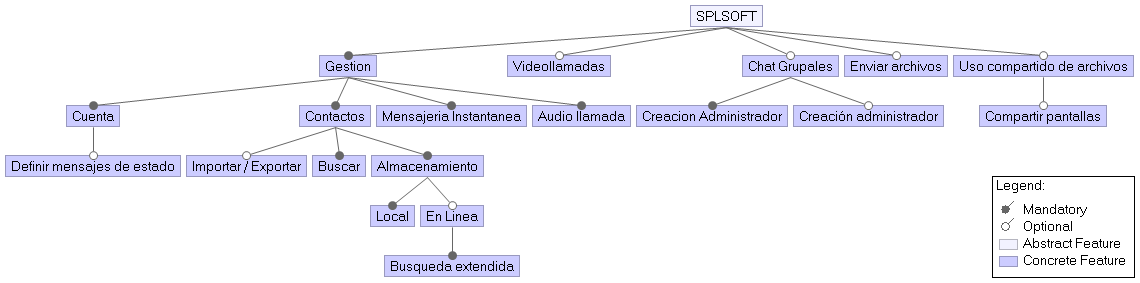 SPLSOFT
Gestion
Videollamadas
Chat Grupales
Enviar archivos
Uso compartido de archivos
Cuenta
Contactos
Mensajeria Instantanea
Audio llamada
Creacion Administrador
Creación administrador
Compartir pantallas
Definir mensajes de estado
Importar / Exportar
Buscar
Almacenamiento
Local
En Linea
Busqueda extendida
Legend:
Mandatory
Optional
Abstract Feature
Concrete Feature